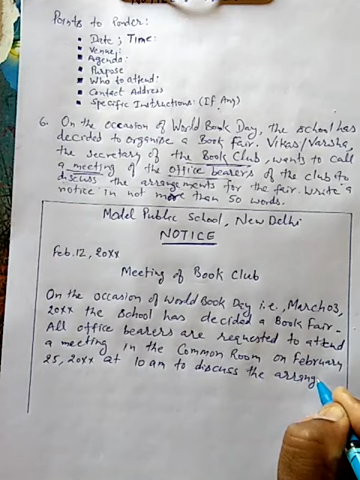 Points to Ponder:
Date; Time:
Venue;:
Agenda:
Purpose
Who to attend:
Contact Address
Specific Instructions: (If Any)
6. On the occasion of World Book Day, the school has
decided to organise a Book Fair. Vikas/Varsha,
the secretary of the Book Club, wants to call
a meeting of the office bearers of the club to
discuss the arrangements for the fair. Write a
notice in not more than 50 words.
Model Public School, New Delhi
NOTICE
Feb. 12, 20xx
Meeting of Book Club
On the occasion of World Book Day i.e., March 03,
20xx the School has decided a Book Fair.
All office bearers are requested to attend
a meeting in the Common Room on February
25, 20xx at 10 am to discuss the arrang